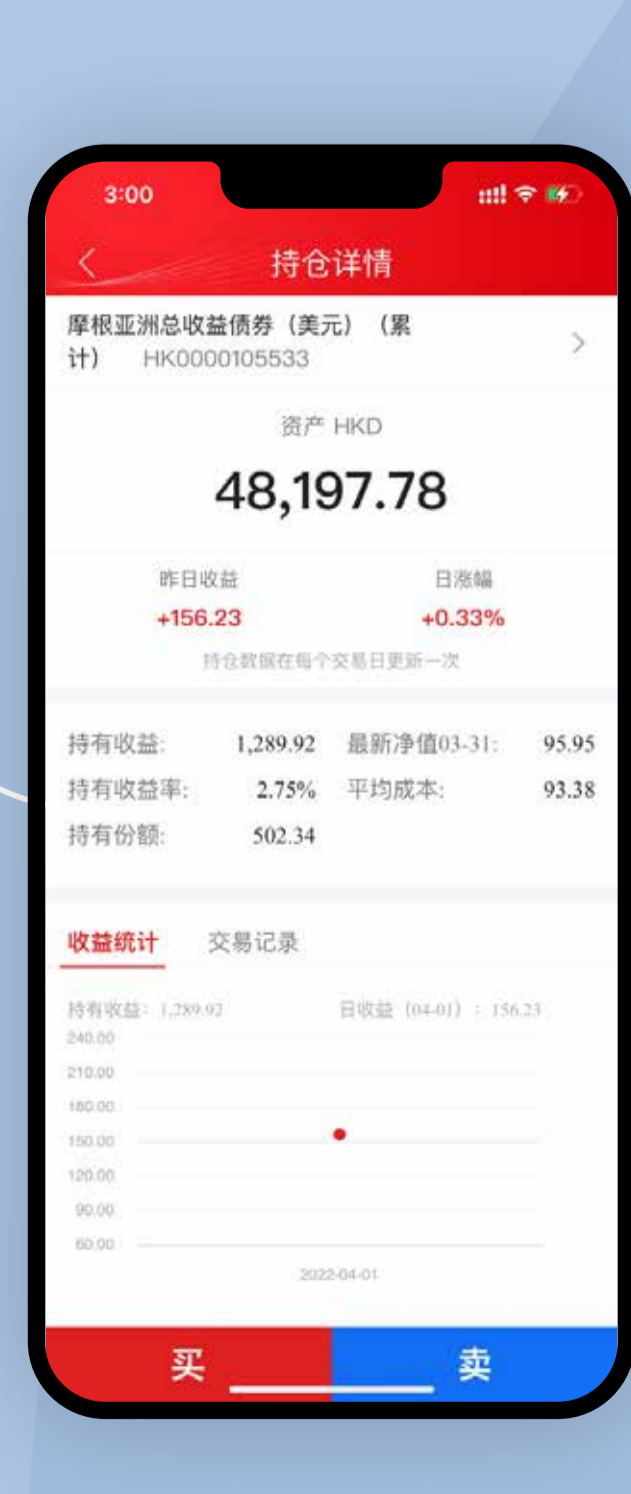 3:00
持仓详情
摩根亚洲总收益债券（美元）（累
计） HK0000105533
资产 HKD
48,197.78
昨日收益 日涨幅
+156.23 +0.33%
持仓数据在每个交易日更新一次
持有收益: 1,289.92 最新净值03-31: 95.95
持有收益率: 2.75% 平均成本: 93.38
持有份额: 502.34
收益统计 交易记录
持有收益: 1,289.92 日收益（04-01）: 156.23
240.00
210.00
180.00
150.00
120.00
90.00
60.00
2022-04-01
买 卖